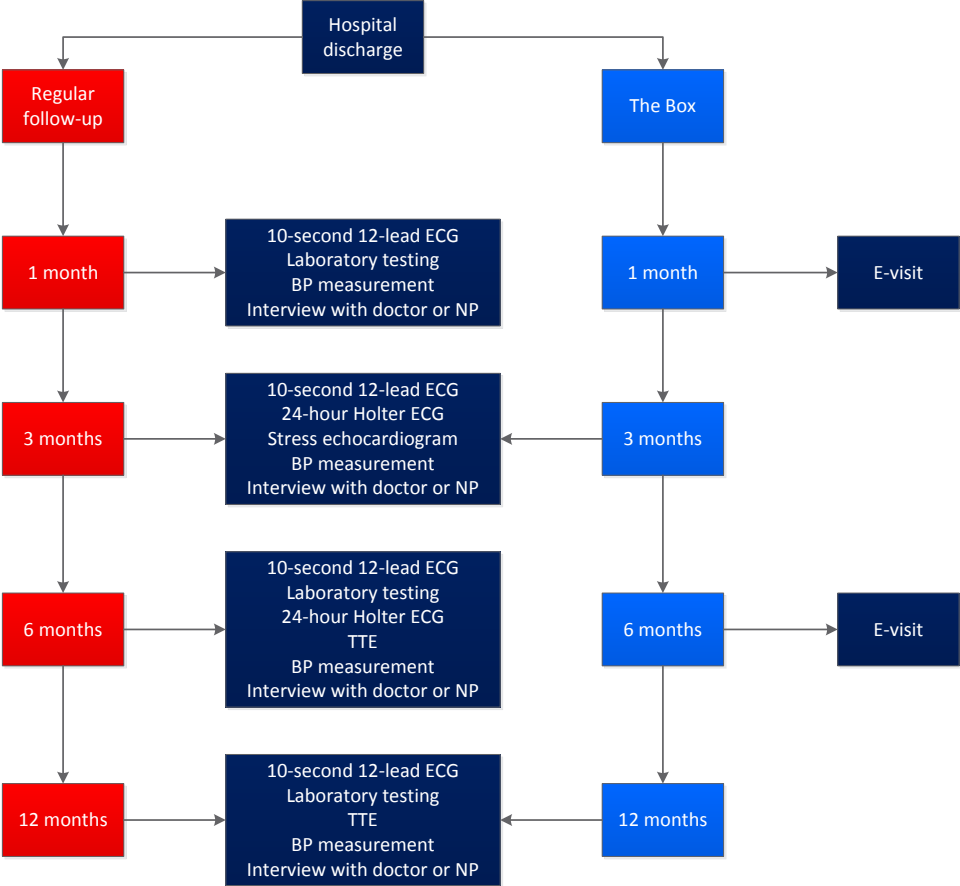 Hospital
discharge
Regular
follow-up
The Box
1 month
10-second 12-lead ECG
Laboratory testing
BP measurement
Interview with doctor or NP
1 month
E-visit
3 months
10-second 12-lead ECG
24-hour Holter ECG
Stress echocardiogram
BP measurement
Interview with doctor or NP
3 months
6 months
10-second 12-lead ECG
Laboratory testing
24-hour Holter ECG
TTE
BP measurement
Interview with doctor or NP
6 months
E-visit
12 months
10-second 12-lead ECG
Laboratory testing
TTE
BP measurement
Interview with doctor or NP
12 months